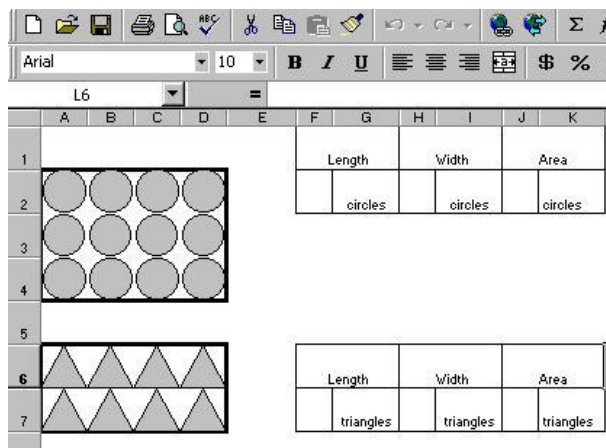 ABC Σ
Arial 10 B I U a $ %
L6 =
A B C D E F G H I J K
1 Length Width Area
2 circles circles circles
3
4
5
6 Length Width Area
7 triangles triangles triangles